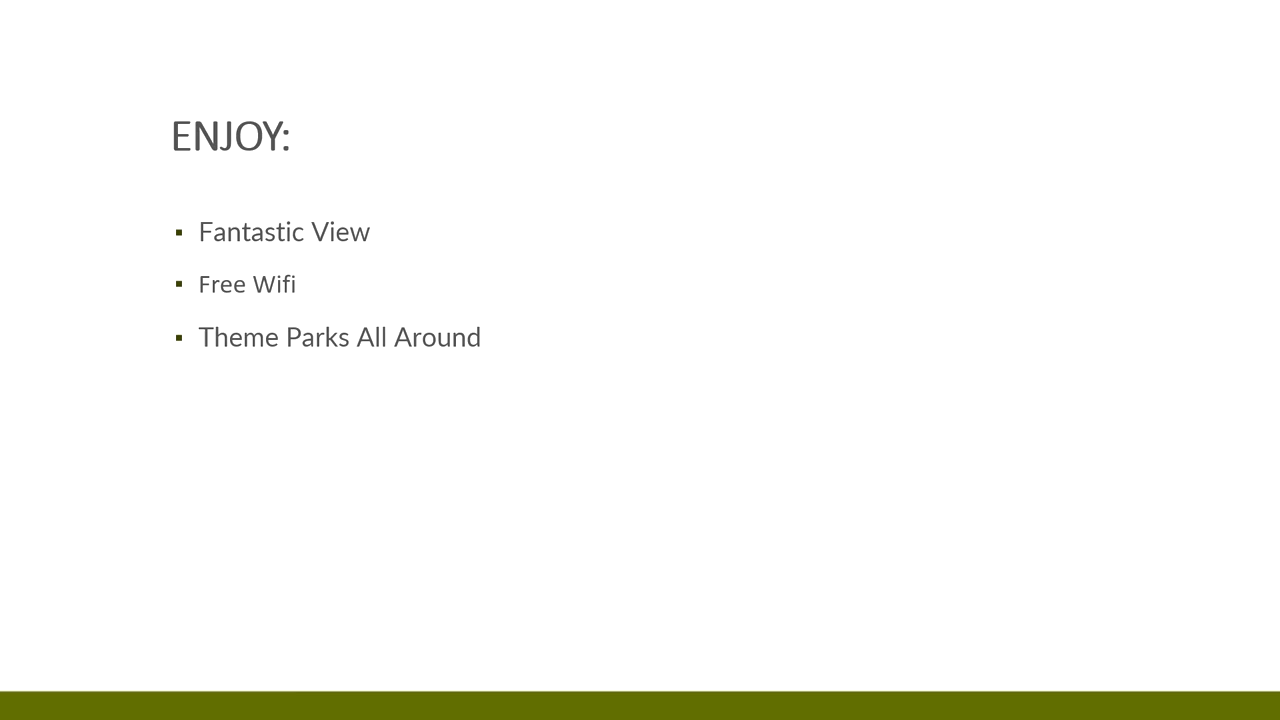 ENJOY:
▪ Fantastic View
▪ Free Wifi
▪ Theme Parks All Around